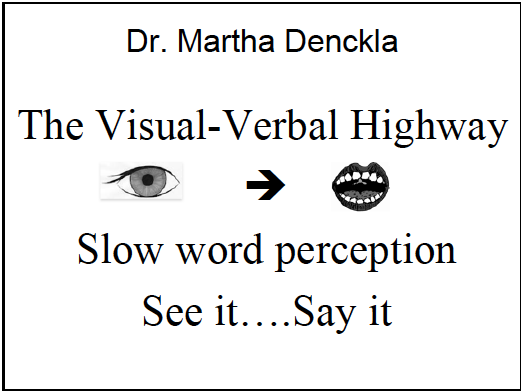 Dr. Martha Denckla
The Visual-Verbal Highway
Slow word perception
See it....Say it